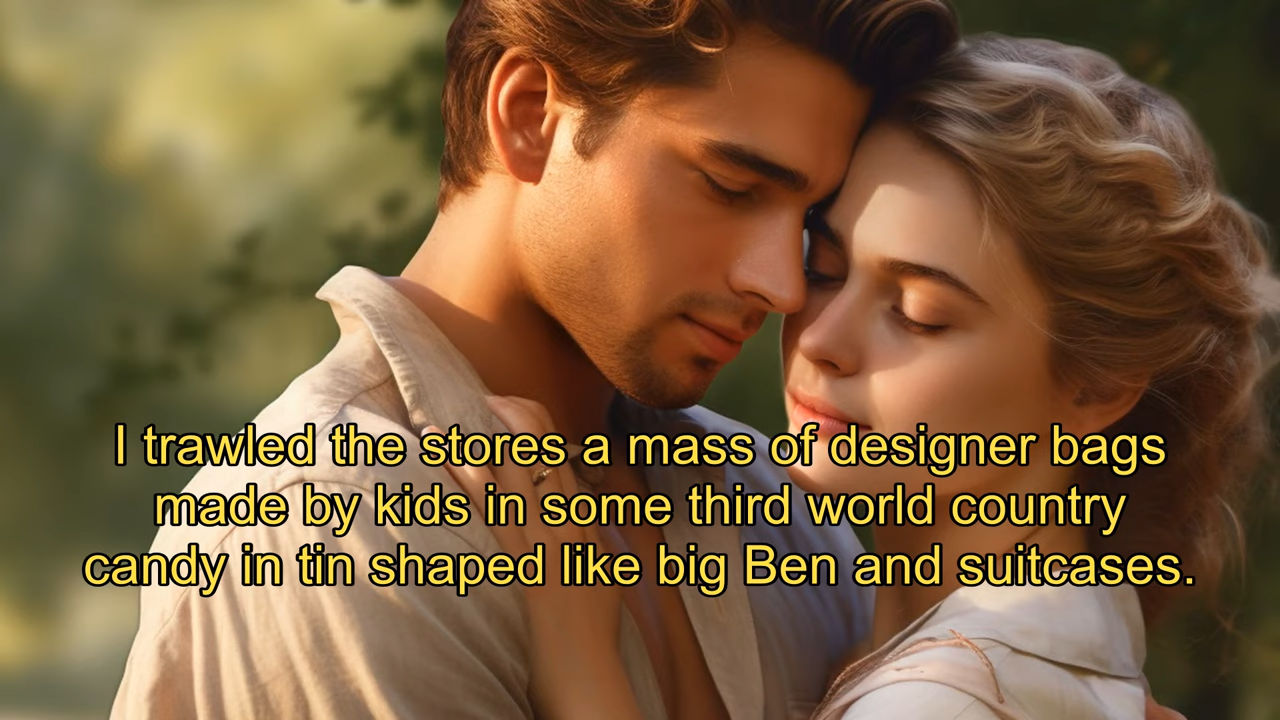 I trawled the stores a mass of designer bags
made by kids in some third world country
candy in tin shaped like big Ben and suitcases.